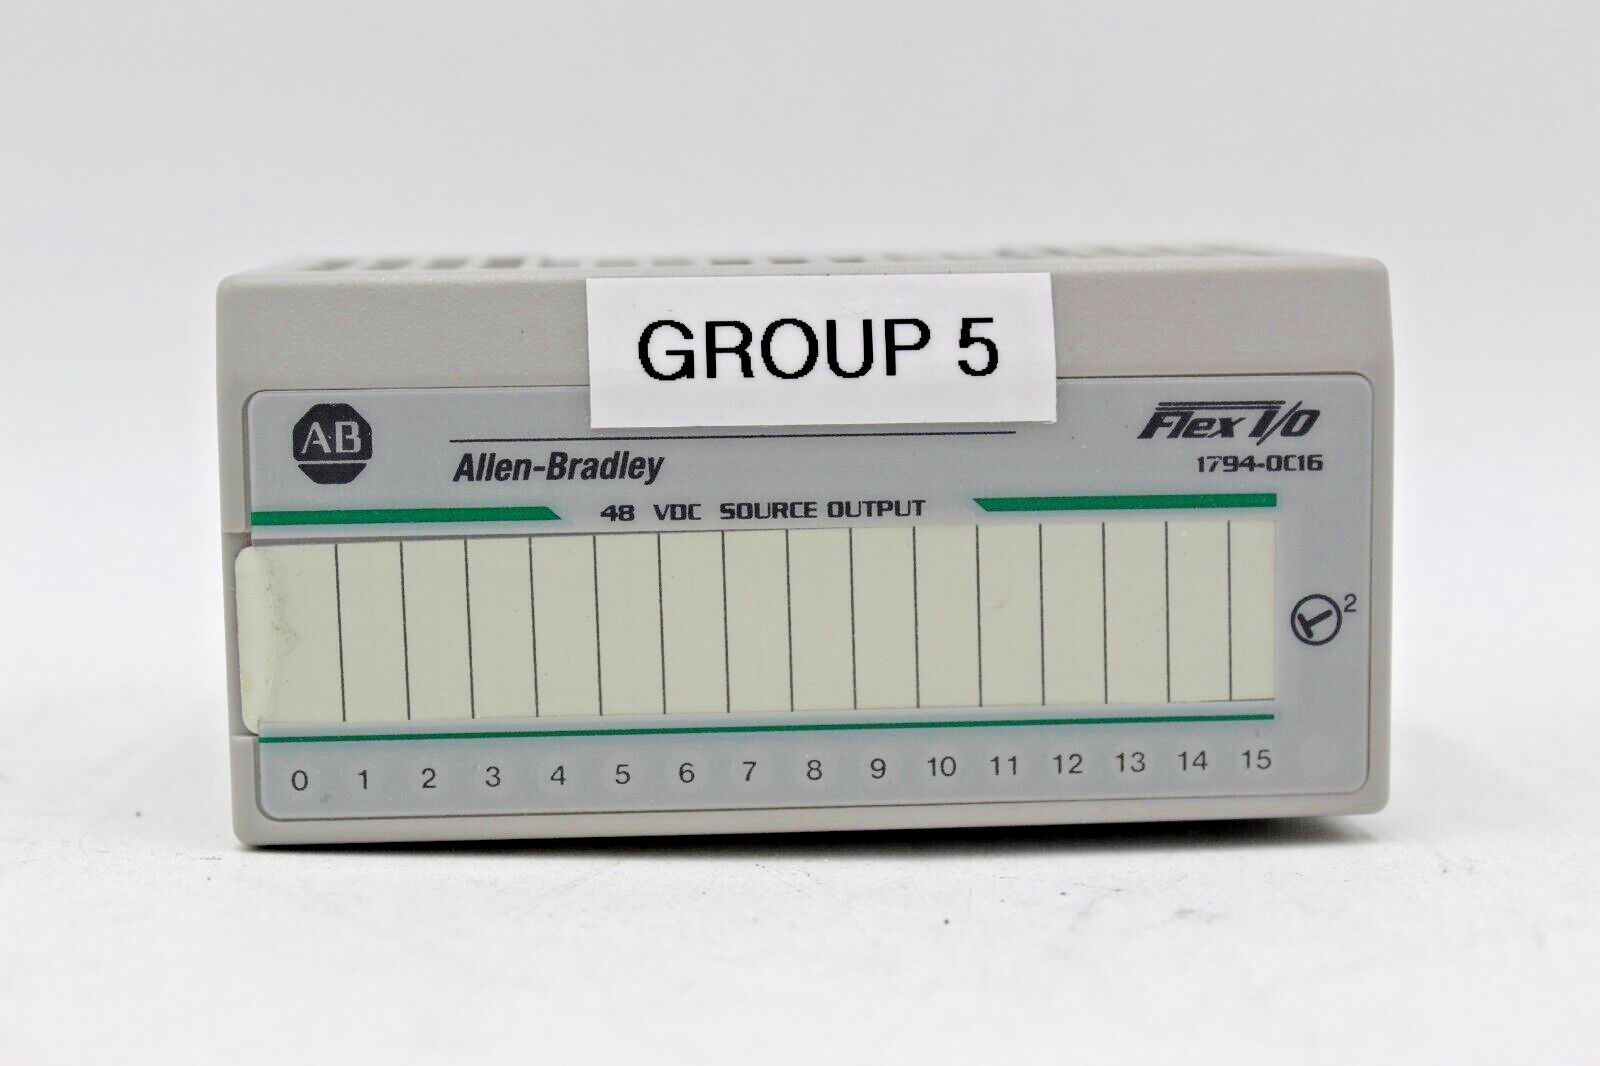 GROUP 5
AB
Allen-Bradley
Flex I/O
1794-OC16
48 VDC SOURCE OUTPUT
2
0 1 2 3 4 5 6 7 8 9 10 11 12 13 14 15